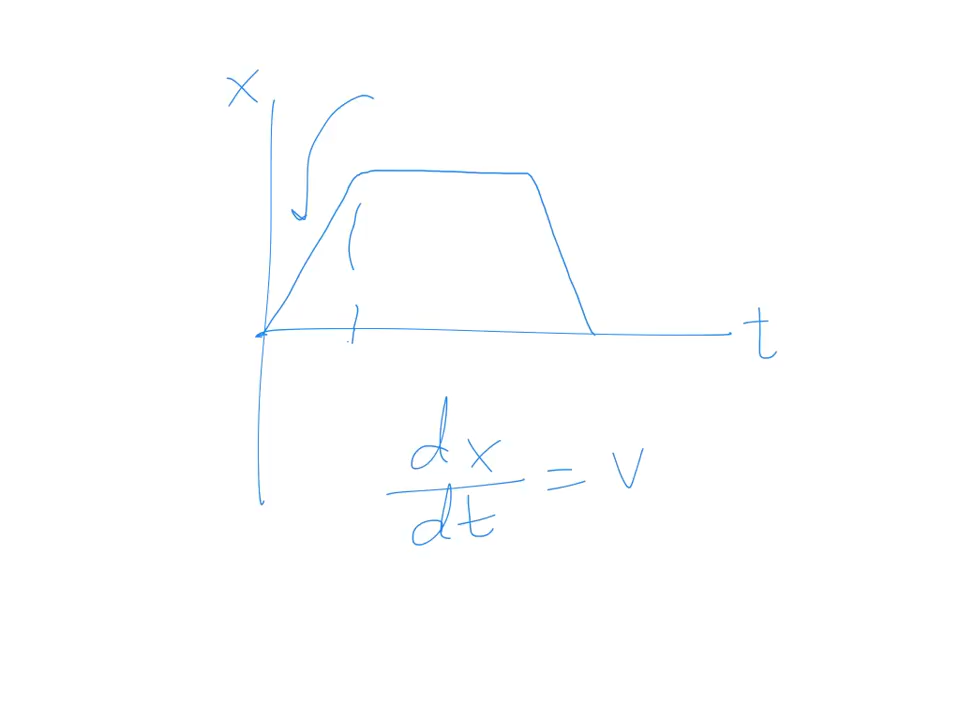 x
t
dx
dt = v